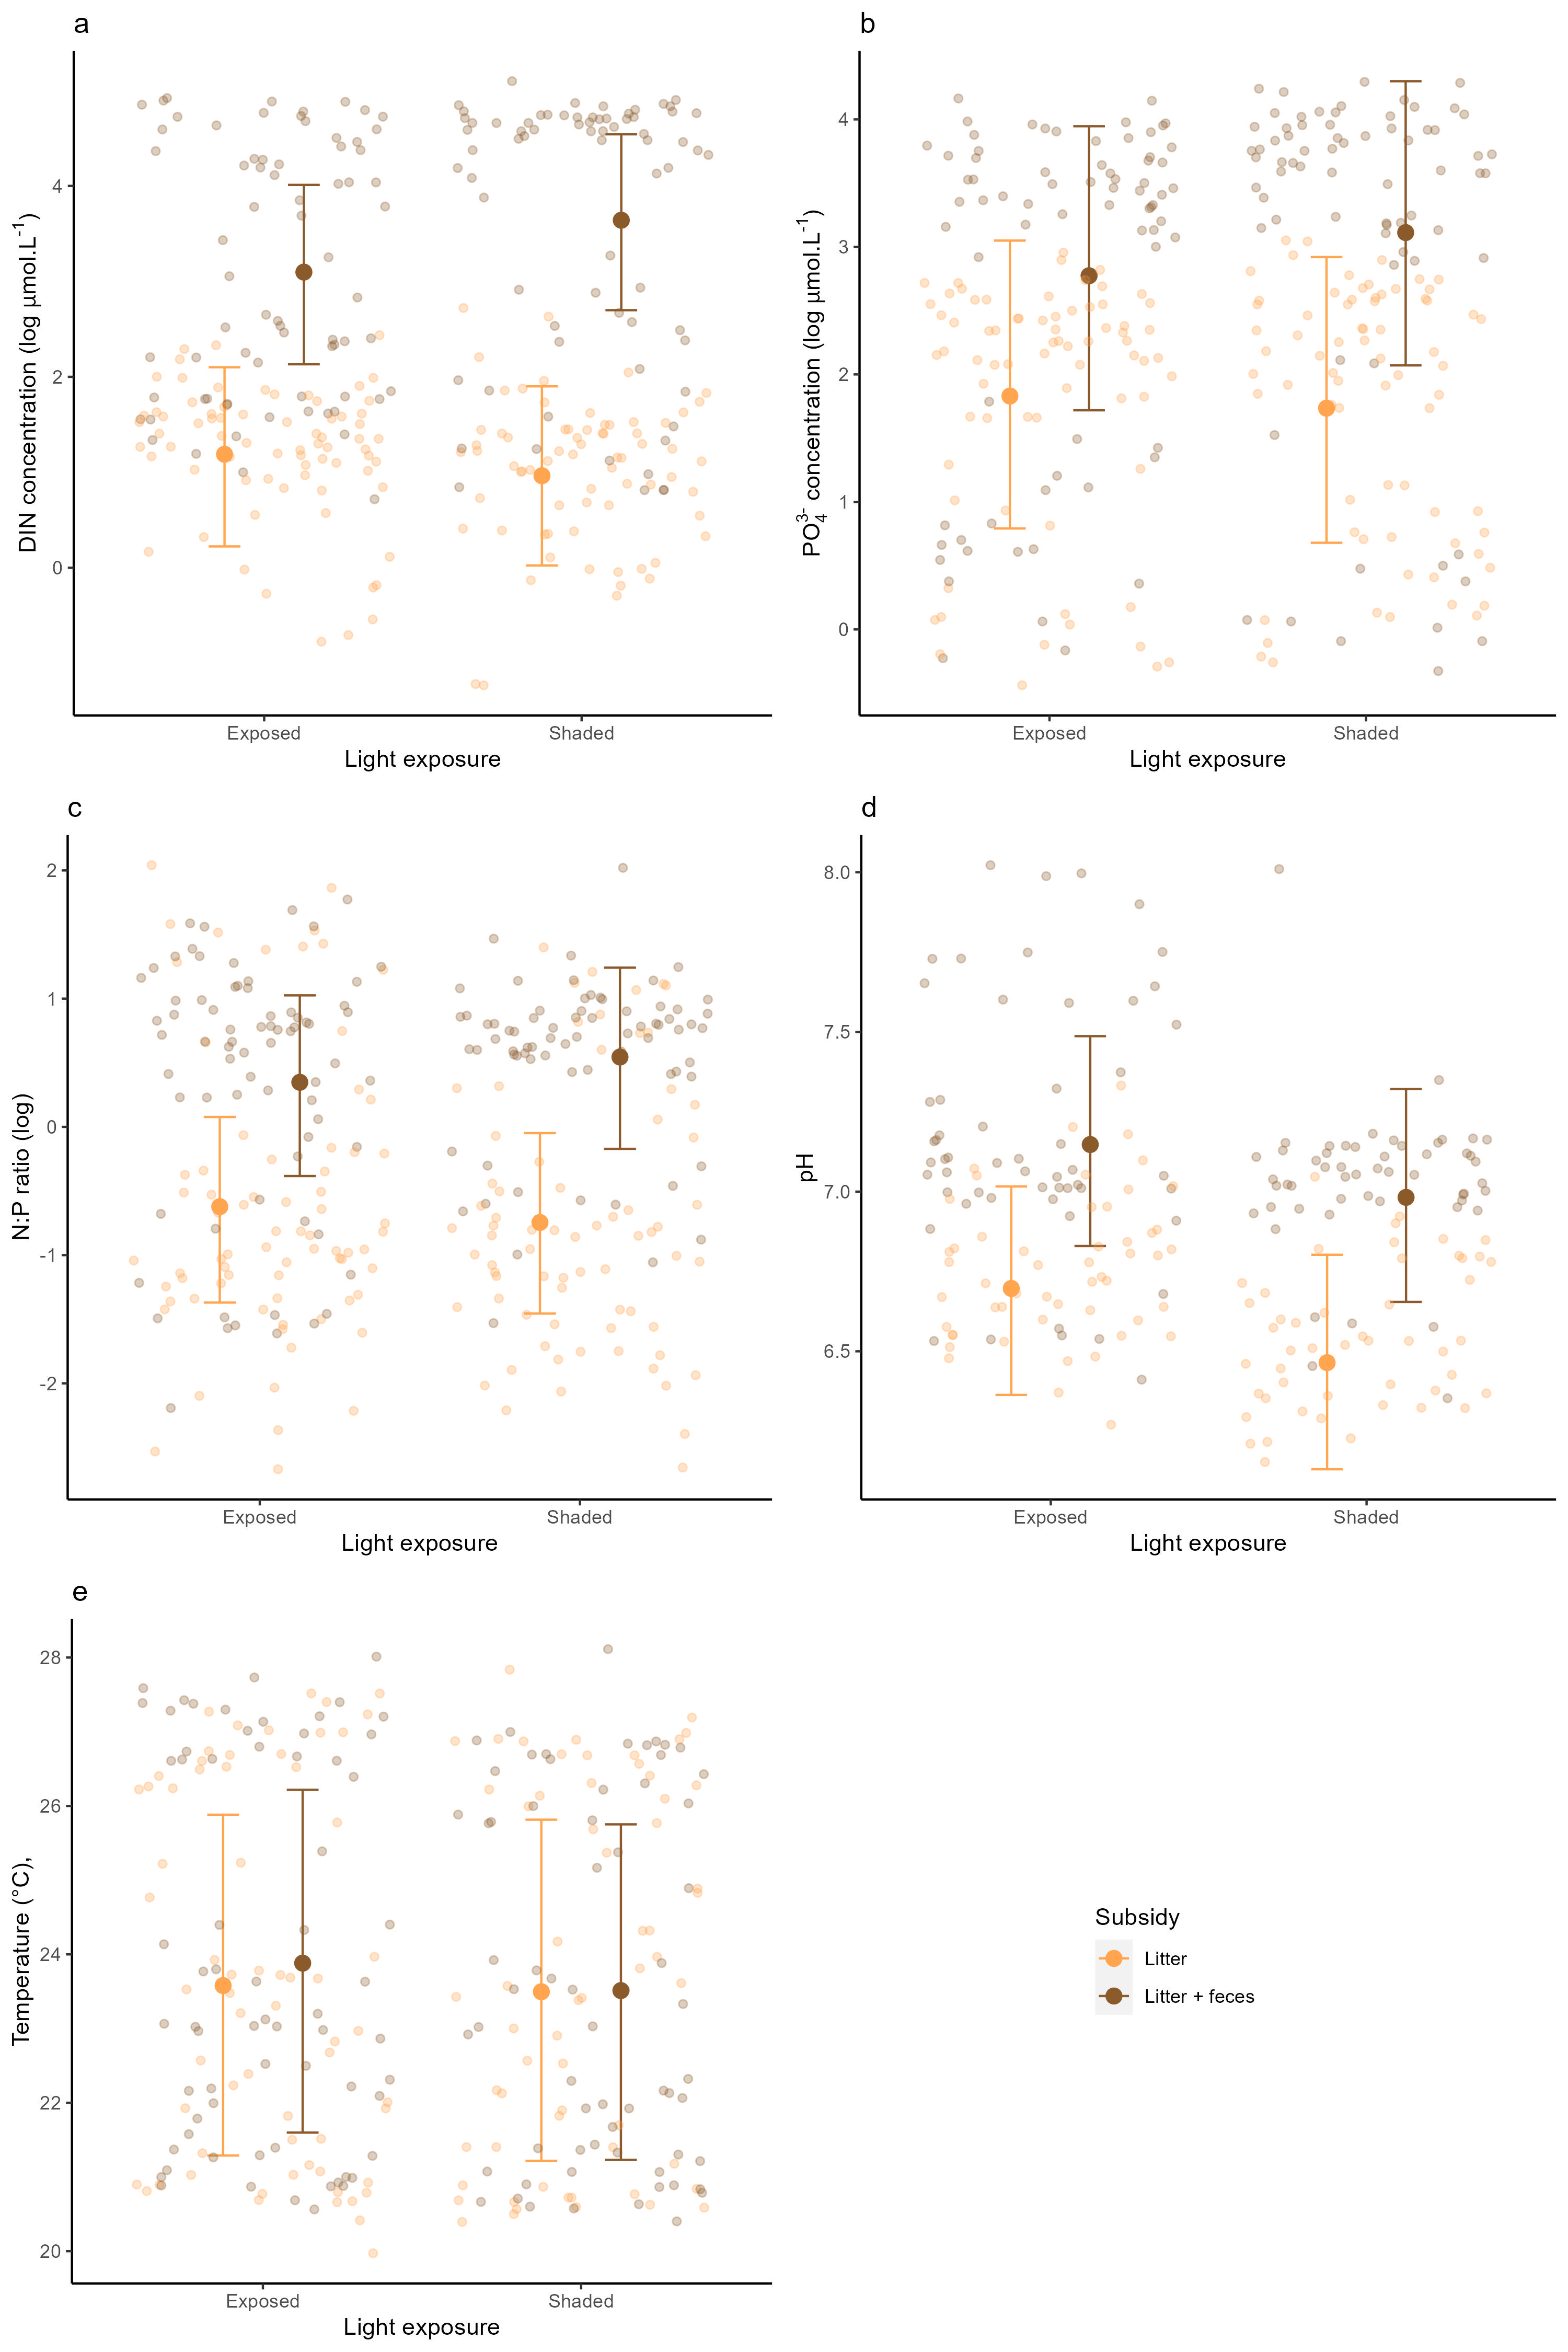 a
DIN concentration (log µmol.L⁻¹)
4
2
0
Exposed
Shaded
Light exposure
b
PO₄³⁻ concentration (log µmol.L⁻¹)
4
3
2
1
0
Exposed
Shaded
Light exposure
c
N:P ratio (log)
2
1
0
-1
-2
Exposed
Shaded
Light exposure
d
pH
8.0
7.5
7.0
6.5
Exposed
Shaded
Light exposure
e
Temperature (°C),
28
26
24
22
20
Exposed
Shaded
Light exposure
Subsidy
Litter
Litter + feces